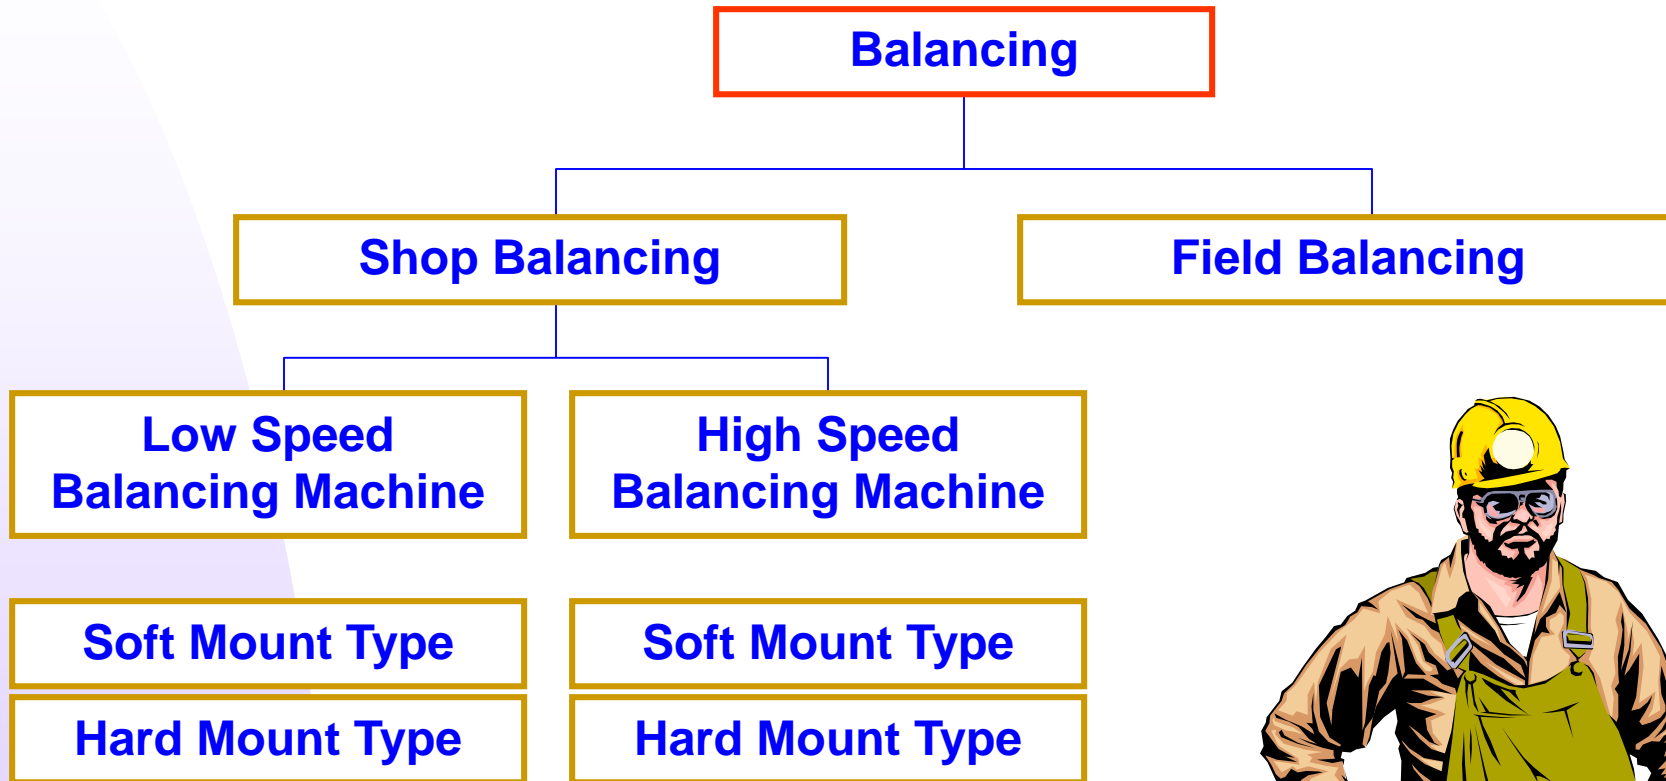 Balancing
Shop Balancing
Field Balancing
Low Speed
Balancing Machine
High Speed
Balancing Machine
Soft Mount Type
Soft Mount Type
Hard Mount Type
Hard Mount Type